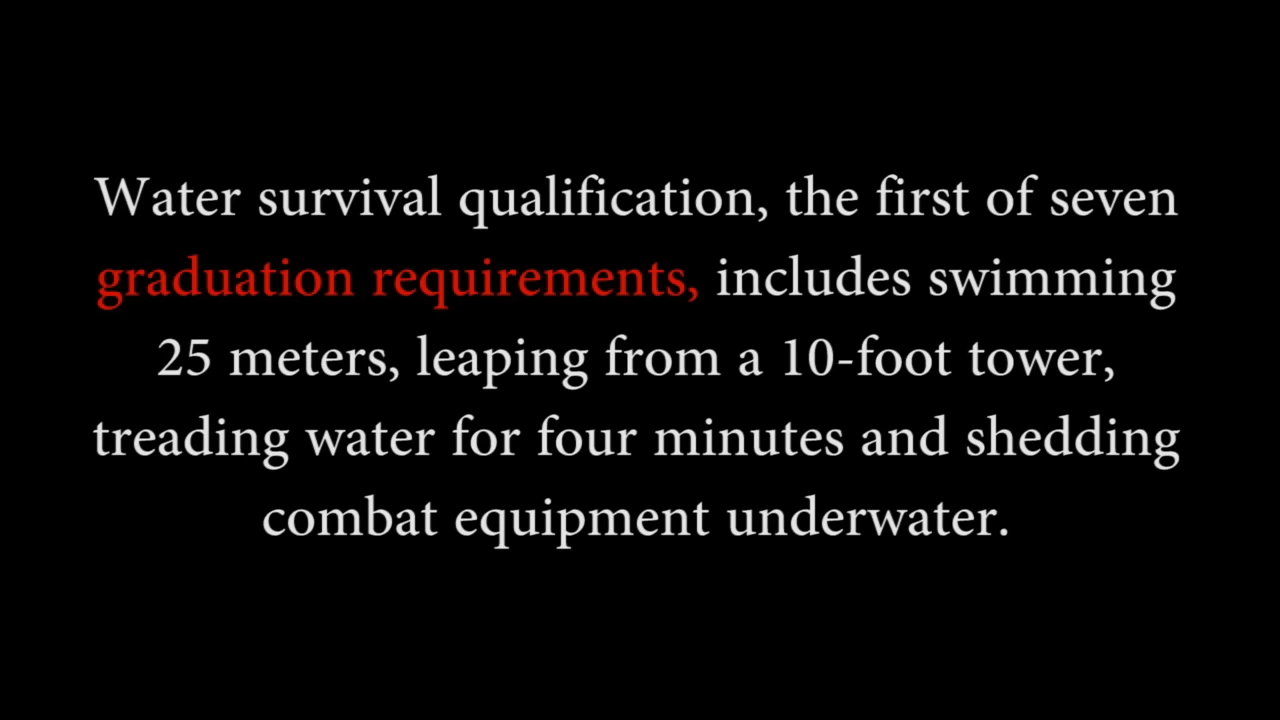 Water survival qualification, the first of seven
graduation requirements, includes swimming
25 meters, leaping from a 10-foot tower,
treading water for four minutes and shedding
combat equipment underwater.